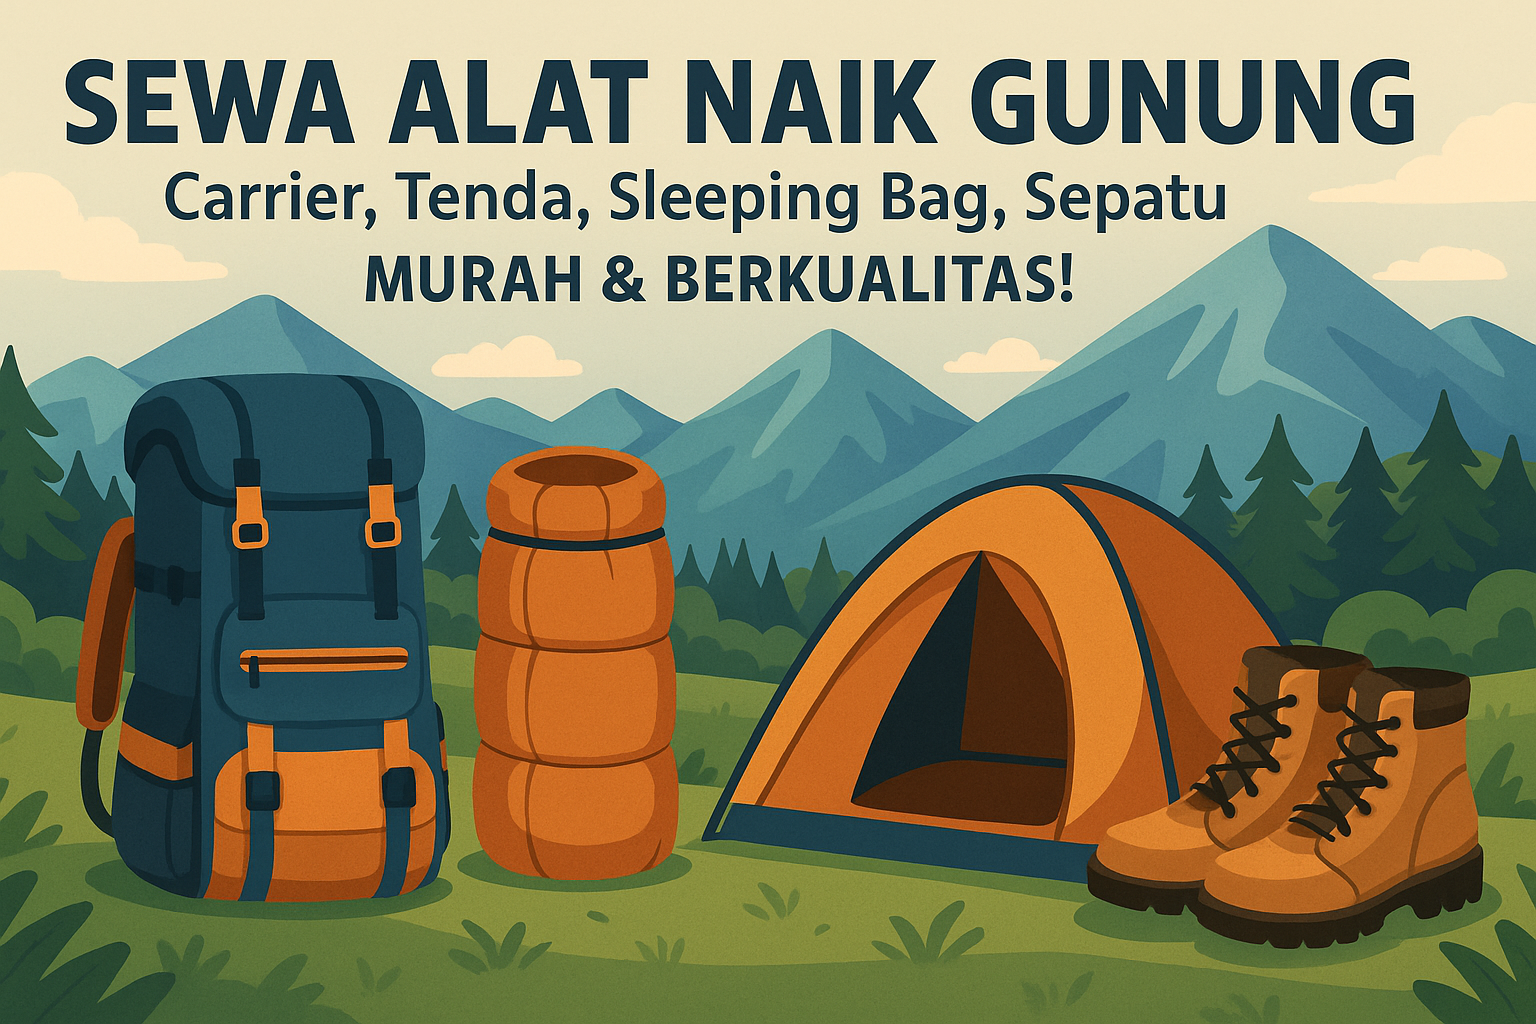 SEWA ALAT NAIK GUNUNG
Carrier, Tenda, Sleeping Bag, Sepatu
MURAH & BERKUALITAS!